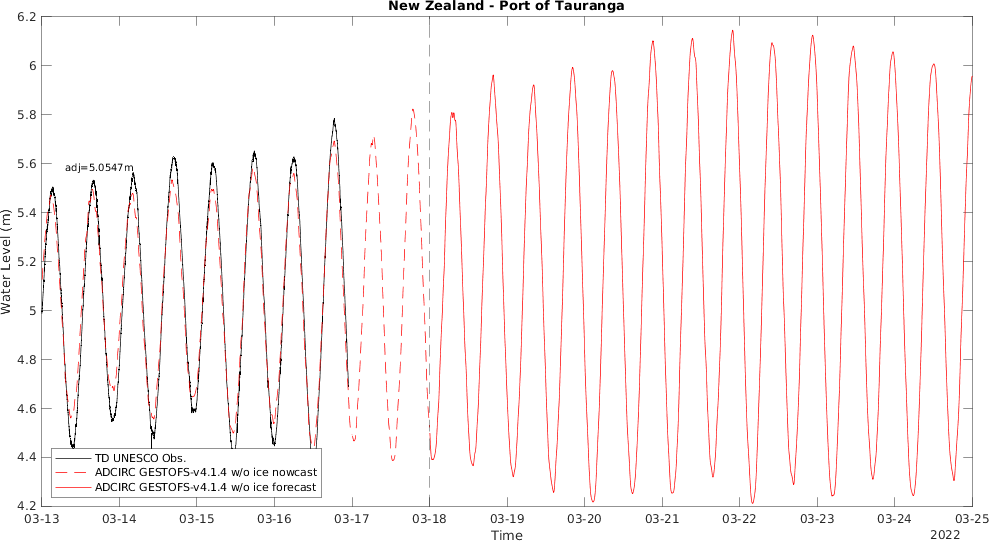 New Zealand - Port of Tauranga
6.2
6
5.8
5.6
5.4
5.2
5
4.8
4.6
4.4
4.2
Water Level (m)
adj=5.0547m
TD UNESCO Obs.
ADCIRC GESTOFS-v4.1.4 w/o ice nowcast
ADCIRC GESTOFS-v4.1.4 w/o ice forecast
03-13 03-14 03-15 03-16 03-17 03-18 03-19 03-20 03-21 03-22 03-23 03-24 03-25
Time
2022